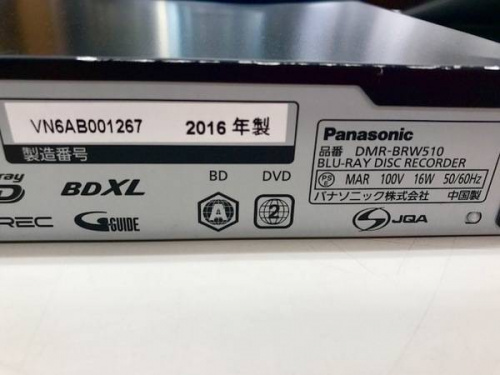 VN6AB001267 2016 年製
製造番号
Panasonic
品番 DMR-BRW510
BLU-RAY DISC RECORDER
PS E MAR 100V 16W 50/60Hz
パナソニック株式会社 中国製
ray
D
BDXL
BD DVD
A 2
REC
G-GUIDE
S JQA